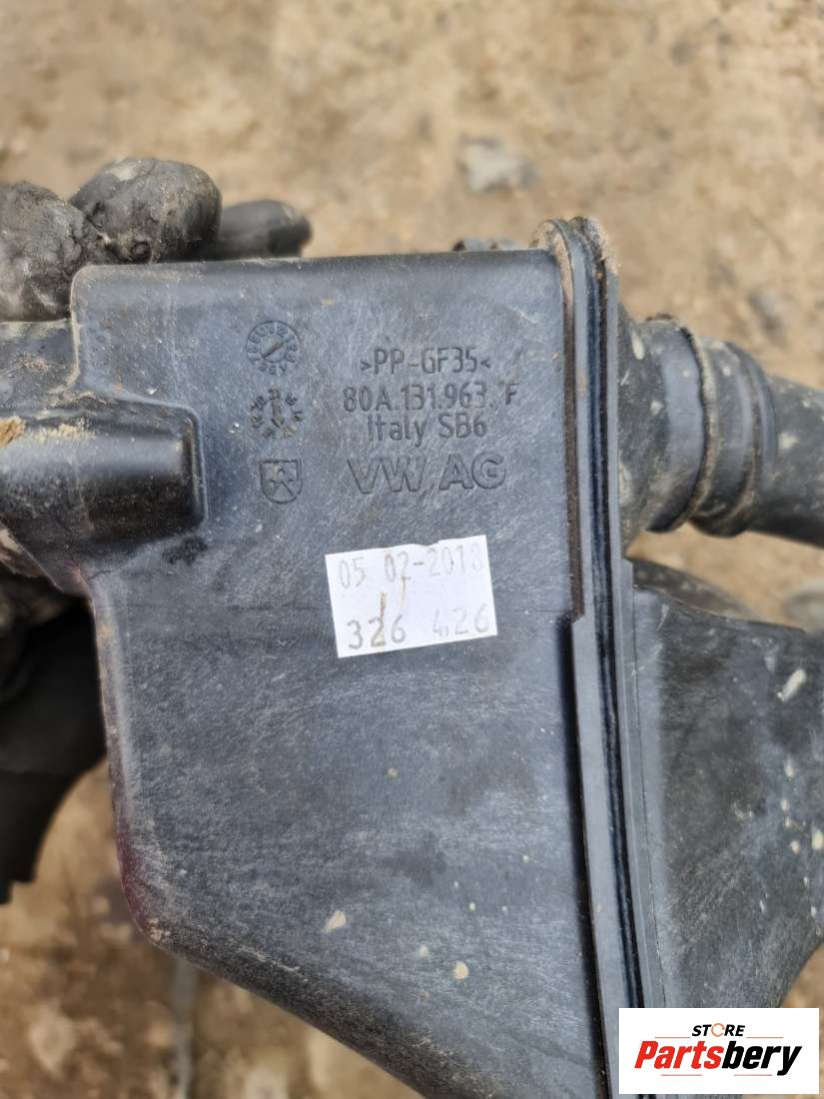 >PP-GF35<
80A.131.963. F
Italy SB6
VW AG
05 02-2018
326 426
STORE
Partsbery